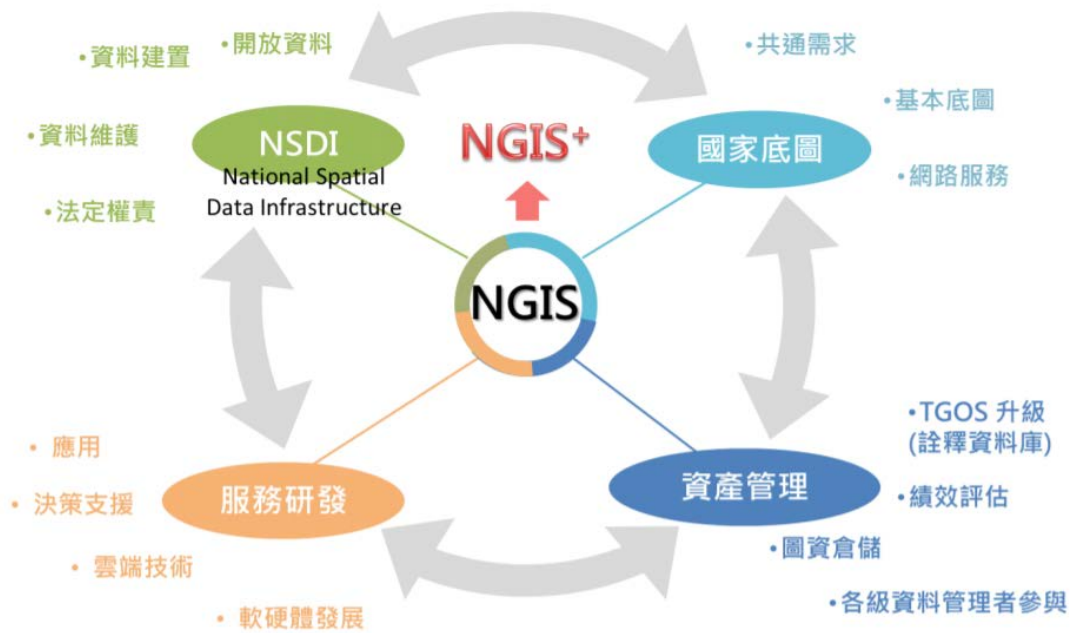 •開放資料
•資料建置
•資料維護
•法定權責
NSDI
National Spatial
Data Infrastructure
NGIS+
•共通需求
•基本底圖
•網路服務
國家底圖
NGIS
• 應用
• 決策支援
• 雲端技術
• 軟硬體發展
服務研發
資產管理
•TGOS 升級
(詮釋資料庫)
•績效評估
•圖資倉儲
•各級資料管理者參與